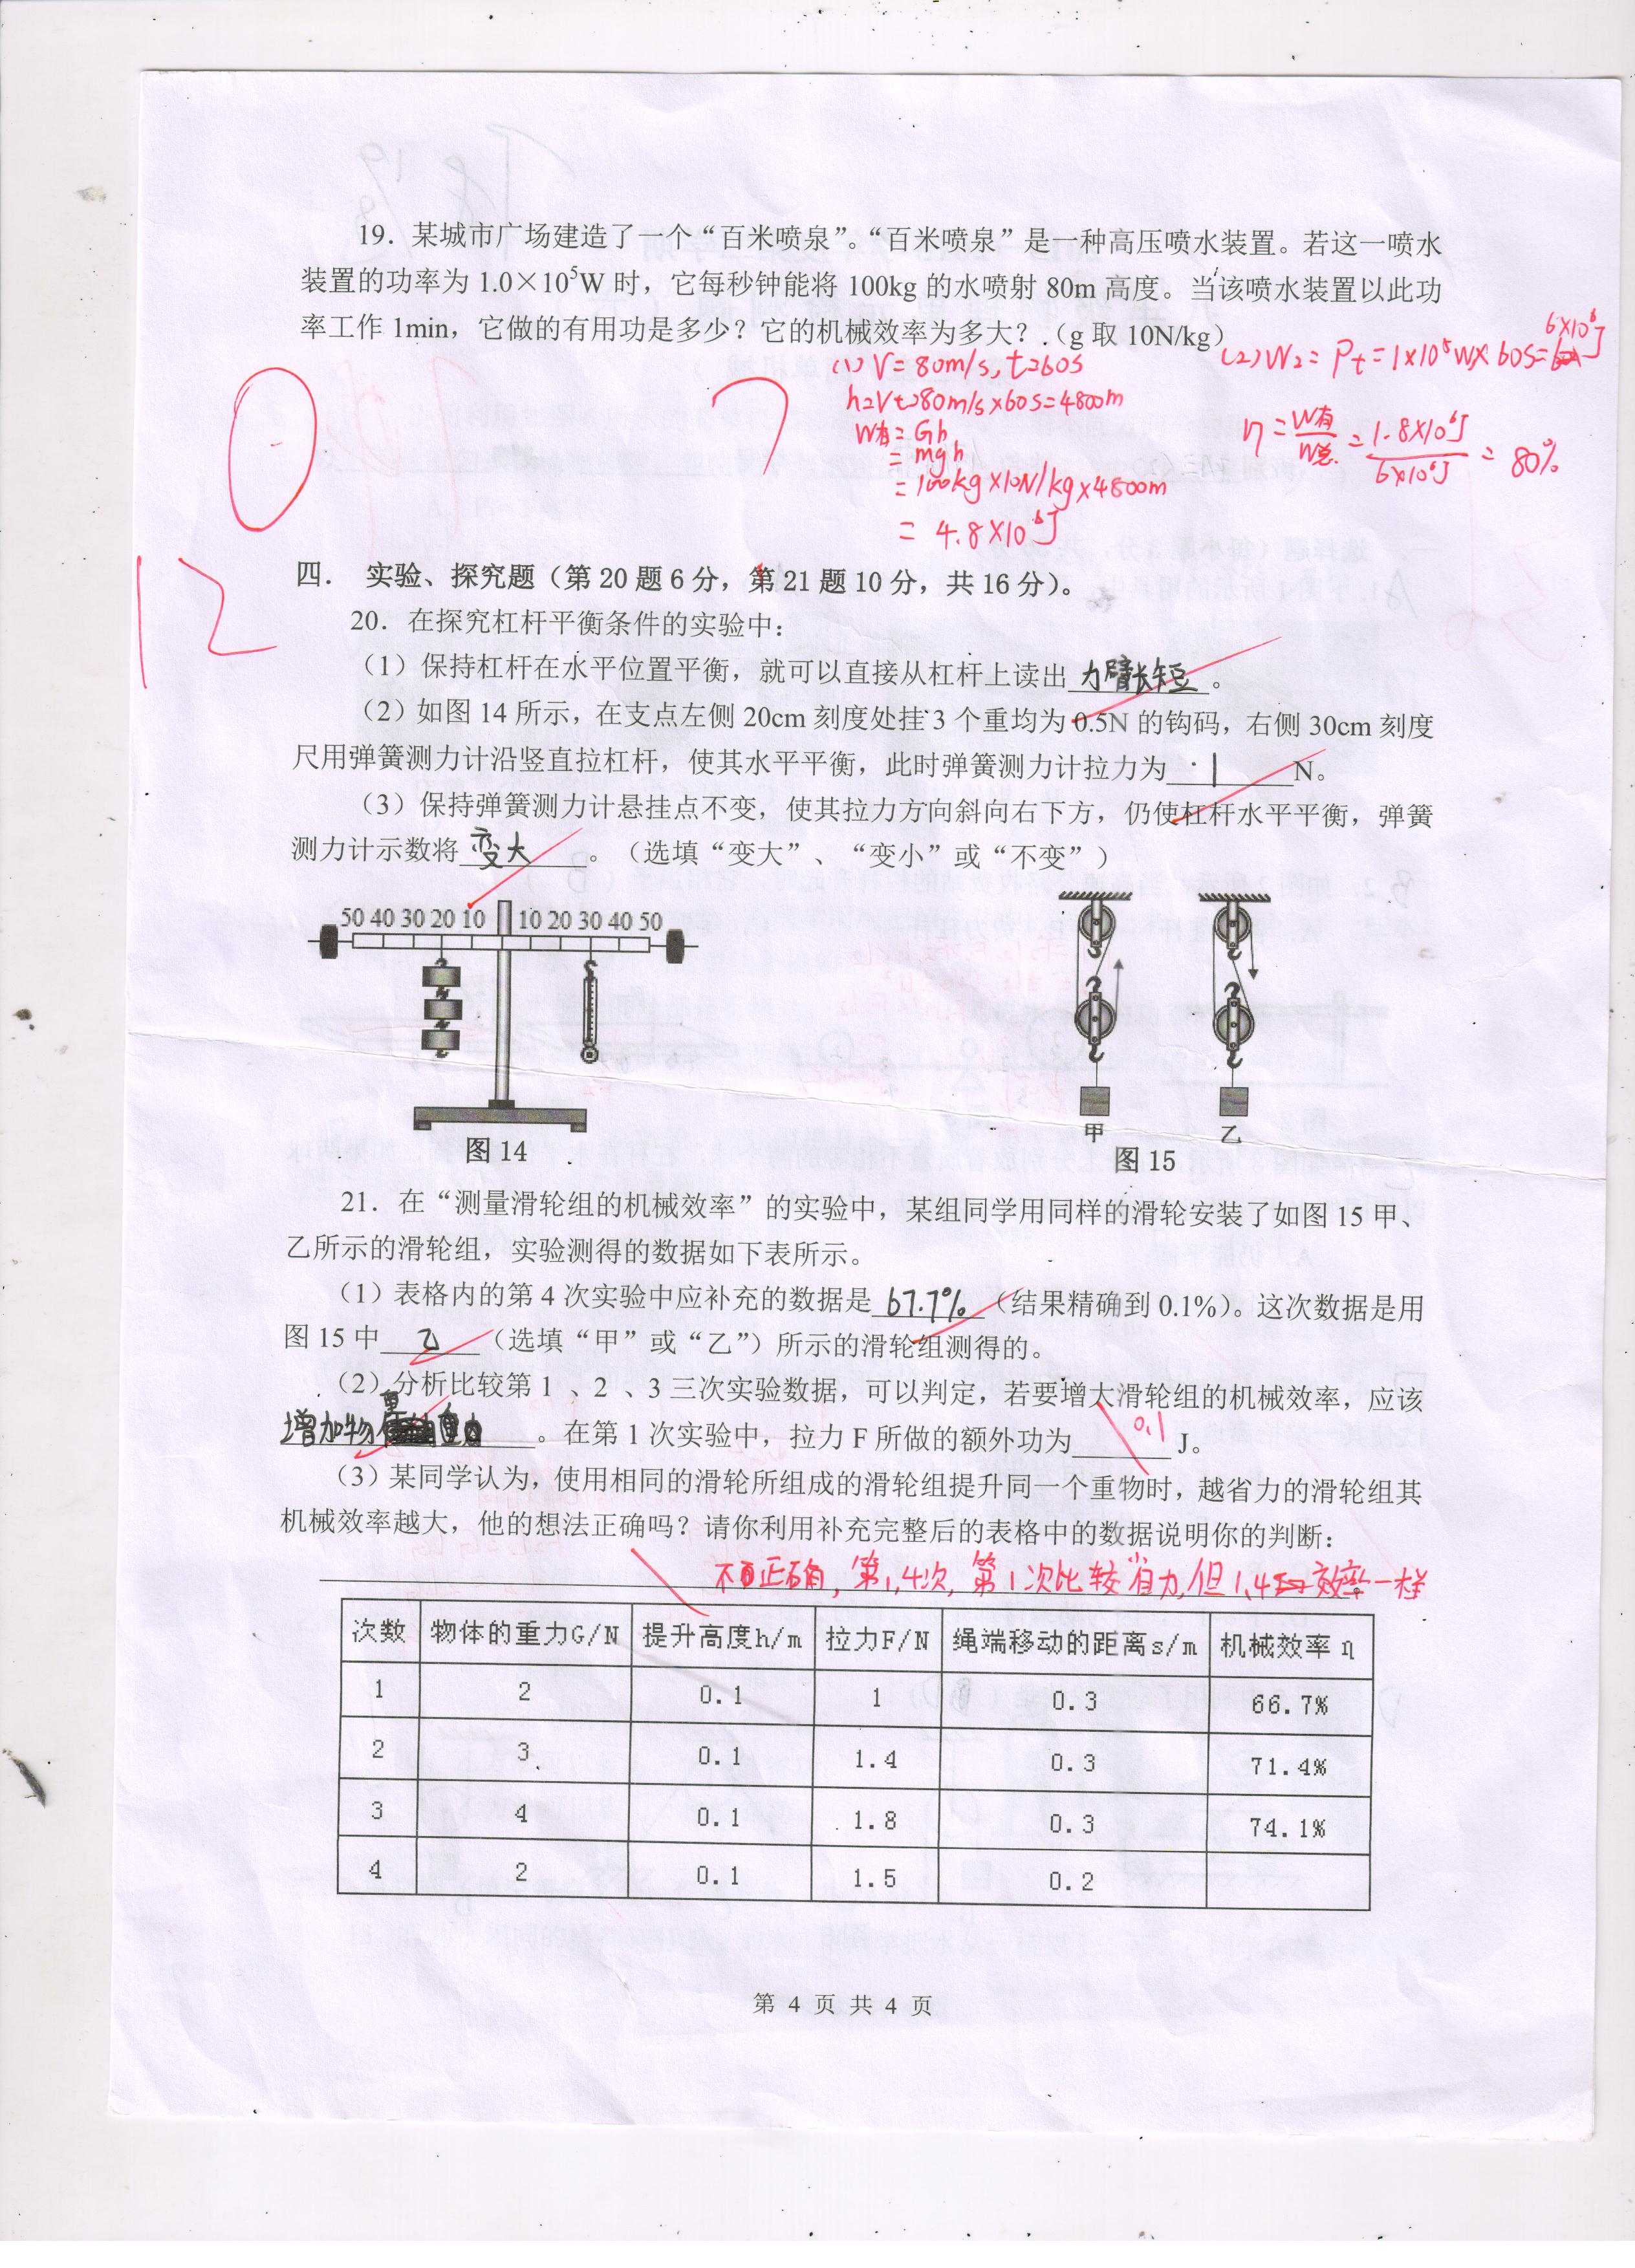 19．某城市广场建造了一个“百米喷泉”。“百米喷泉”是一种高压喷水装置。若这一喷水
装置的功率为 1.0×10⁵W 时，它每秒钟能将 100kg 的水喷射 80m 高度。当该喷水装置以此功
率工作 1min，它做的有用功是多少？它的机械效率为多大？（g 取 10N/kg）
(1) V=80m/s, t=60s
h=Vt=80m/s×60s=4800m
W有=Gh
=mgh
=100kg×10N/kg×4800m
=4.8×10⁶J
(2) W2=Pt=1×10⁵W×60s=6×10⁶J
η=W有/W总=1.8×10⁶J/6×10⁶J=80%
0
12
四． 实验、探究题（第 20 题 6 分，第 21 题 10 分，共 16 分）。
20．在探究杠杆平衡条件的实验中：
（1）保持杠杆在水平位置平衡，就可以直接从杠杆上读出 力臂长短 。
（2）如图 14 所示，在支点左侧 20cm 刻度处挂 3 个重均为 0.5N 的钩码，右侧 30cm 刻度
尺用弹簧测力计沿竖直拉杠杆，使其水平平衡，此时弹簧测力计拉力为 1 N。
（3）保持弹簧测力计悬挂点不变，使其拉力方向斜向右下方，仍使杠杆水平平衡，弹簧
测力计示数将 变大 。（选填“变大”、“变小”或“不变”）
50 40 30 20 10 10 20 30 40 50
图 14
甲 乙
图 15
21．在“测量滑轮组的机械效率”的实验中，某组同学用同样的滑轮安装了如图 15 甲、
乙所示的滑轮组，实验测得的数据如下表所示。
（1）表格内的第 4 次实验中应补充的数据是 67.7% （结果精确到 0.1%）。这次数据是用
图 15 中 乙 （选填“甲”或“乙”）所示的滑轮组测得的。
（2）分析比较第 1 、2 、3 三次实验数据，可以判定，若要增大滑轮组的机械效率，应该
增加物重 。在第 1 次实验中，拉力 F 所做的额外功为 0.1 J。
（3）某同学认为，使用相同的滑轮所组成的滑轮组提升同一个重物时，越省力的滑轮组其
机械效率越大，他的想法正确吗？请你利用补充完整后的表格中的数据说明你的判断：
不正确，第1,4次，第1次比较省力，但1,4效率一样
次数 物体的重力G/N 提升高度h/m 拉力F/N 绳端移动的距离s/m 机械效率 η
1 2 0.1 1 0.3 66.7%
2 3 0.1 1.4 0.3 71.4%
3 4 0.1 1.8 0.3 74.1%
4 2 0.1 1.5 0.2
第 4 页 共 4 页